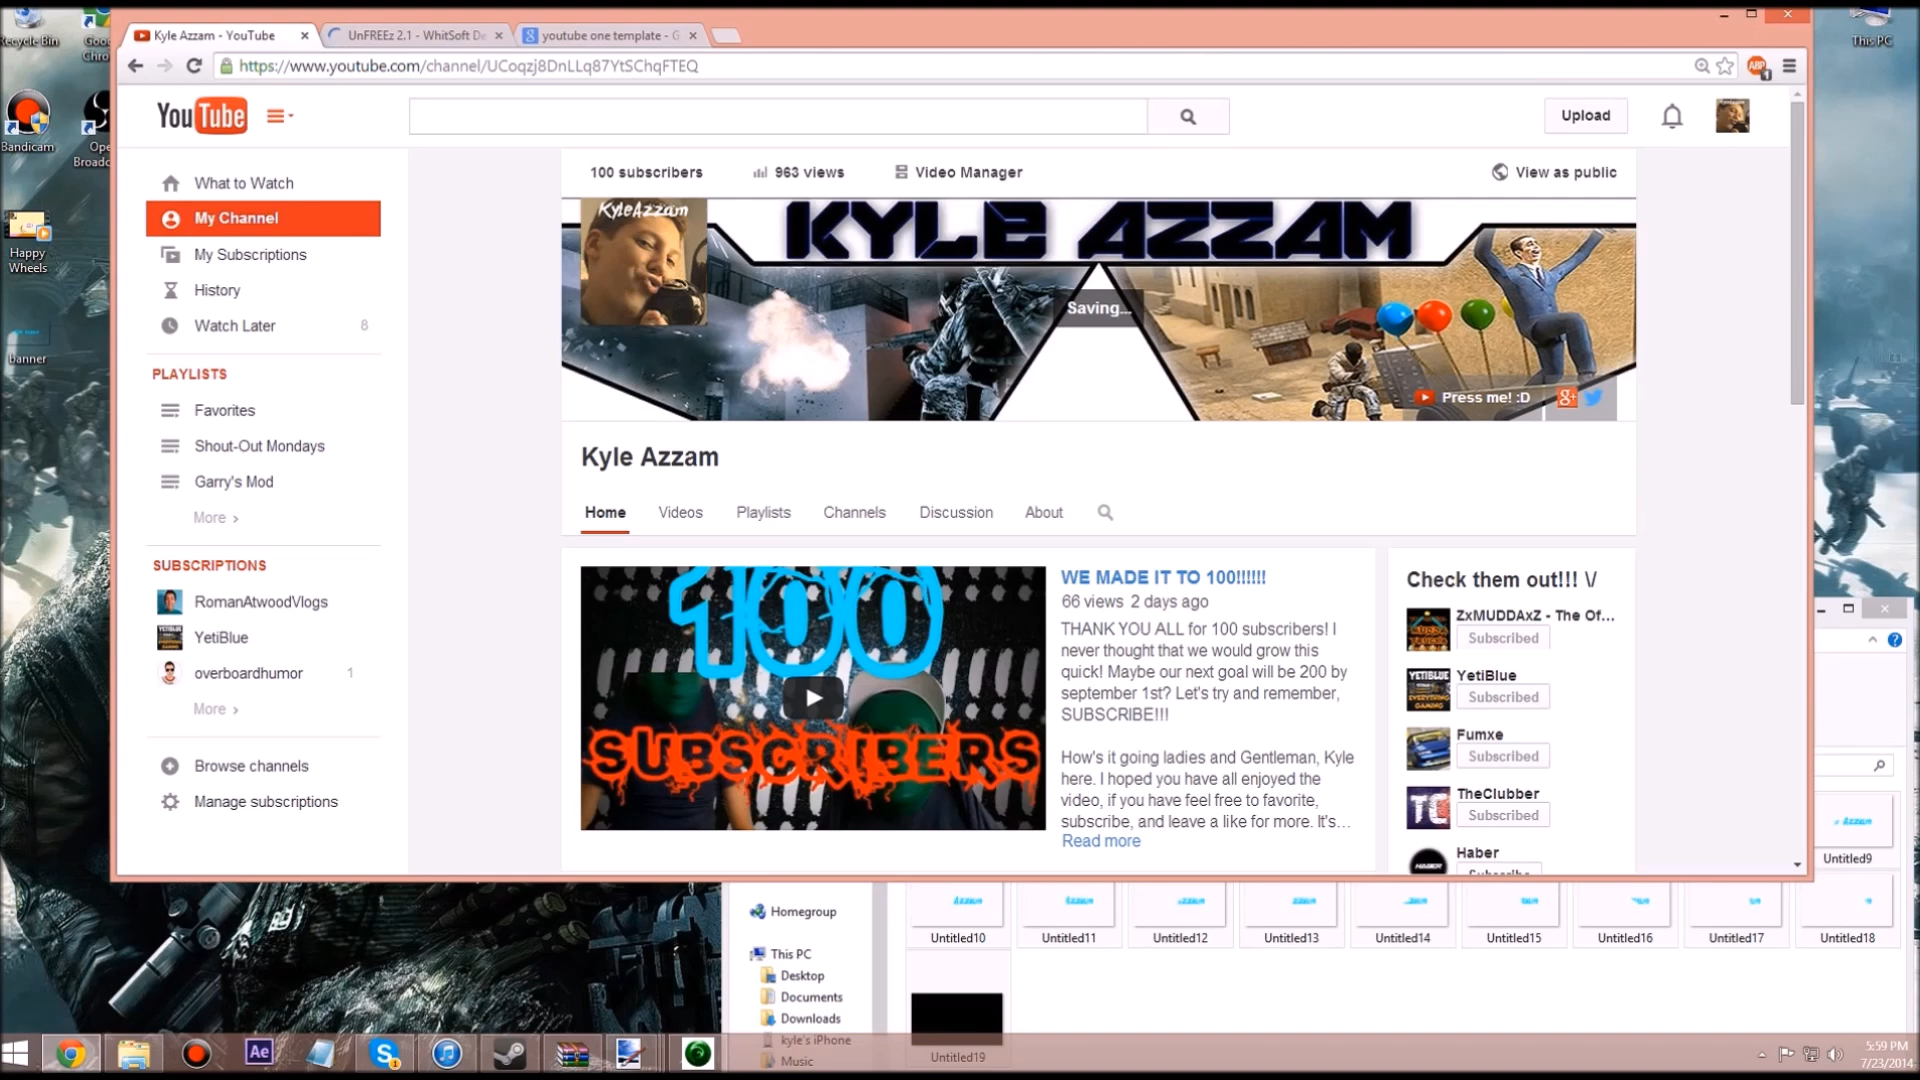 Recycle Bin
This PC
Kyle Azzam - YouTube
UnFREEz 2.1 - WhitSoft De
youtube one template - G
https://www.youtube.com/channel/UCoqzj8DnLLq87YtSChqFTEQ
ABP
1
Bandicam
Happy
Wheels
banner
YouTube
Upload
What to Watch
My Channel
My Subscriptions
History
Watch Later 8
PLAYLISTS
Favorites
Shout-Out Mondays
Garry's Mod
More
SUBSCRIPTIONS
RomanAtwoodVlogs
YetiBlue
overboardhumor 1
More
Browse channels
Manage subscriptions
100 subscribers
963 views
Video Manager
View as public
KyleAzzam
KYLE AZZAM
Saving...
Press me! :D
g+
Kyle Azzam
Home Videos Playlists Channels Discussion About
100
SUBSCRIBERS
WE MADE IT TO 100!!!!!!
66 views 2 days ago
THANK YOU ALL for 100 subscribers! I
never thought that we would grow this
quick! Maybe our next goal will be 200 by
september 1st? Let's try and remember,
SUBSCRIBE!!!
How's it going ladies and Gentleman, Kyle
here. I hoped you have all enjoyed the
video, if you have feel free to favorite,
subscribe, and leave a like for more. It's...
Read more
Check them out!!! \/
ZxMUDDAxZ - The Of...
Subscribed
YetiBlue
Subscribed
Fumxe
Subscribed
TheClubber
Subscribed
Haber
Subscribe
Untitled9
Homegroup
This PC
Desktop
Documents
Downloads
kyle's iPhone
Music
Untitled10
Untitled11
Untitled12
Untitled13
Untitled14
Untitled15
Untitled16
Untitled17
Untitled18
Untitled19
Ae
5:59 PM
7/23/2014